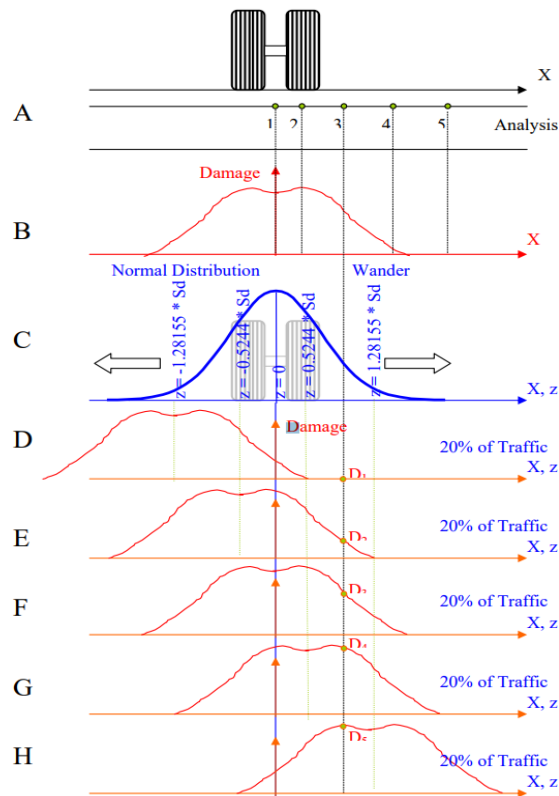 X
A
1
2
3
4
5
Analysis
Damage
B
X
Normal Distribution
Wander
C
z = -1.28155 * Sd
z = -0.5244 * Sd
z = 0
z = 0.5244 * Sd
z = 1.28155 * Sd
X, z
D
Damage
20% of Traffic
D₁
X, z
E
20% of Traffic
D₂
X, z
F
D₃
20% of Traffic
X, z
G
D₄
20% of Traffic
X, z
H
D₅
20% of Traffic
X, z